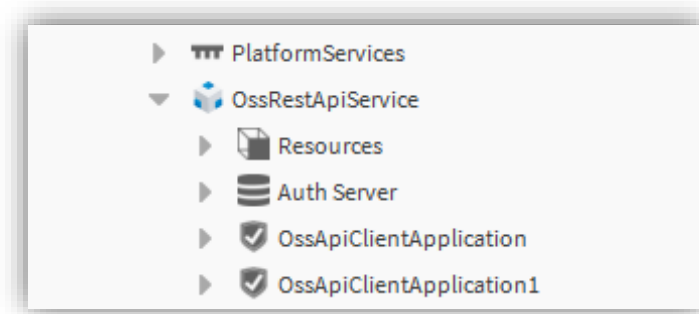 PlatformServices
OssRestApiService
Resources
Auth Server
OssApiClientApplication
OssApiClientApplication1